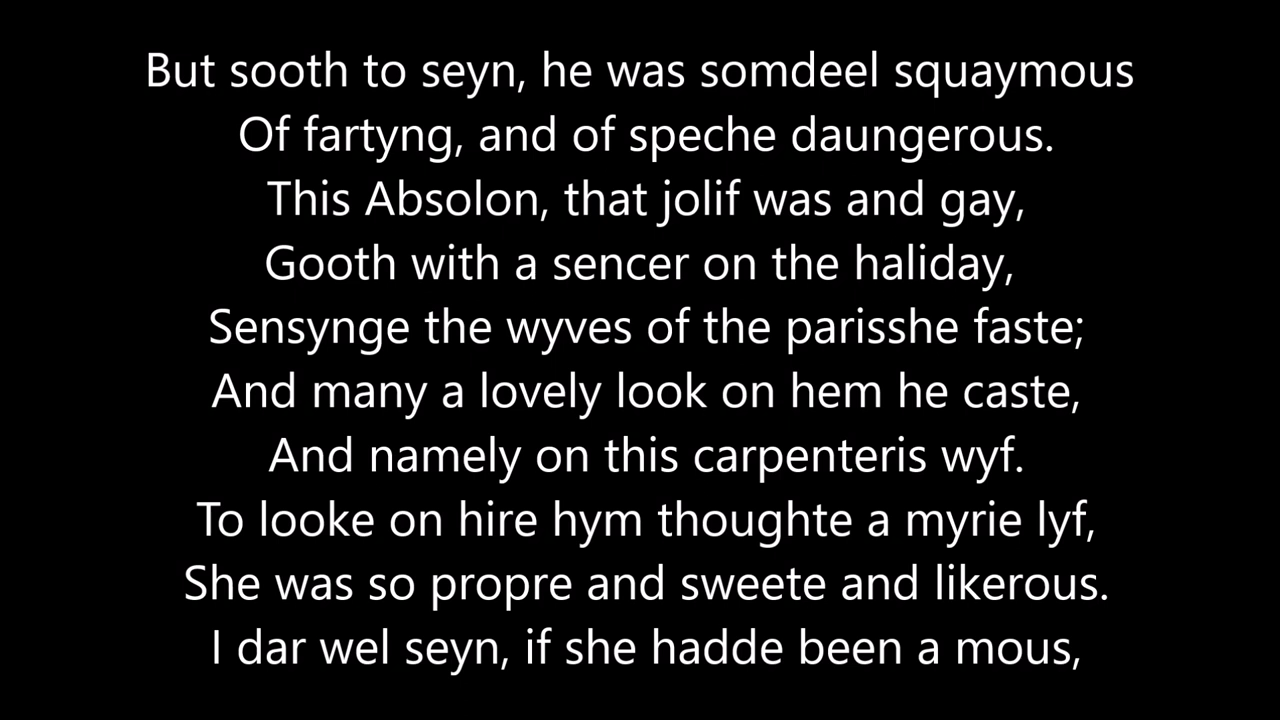 But sooth to seyn, he was somdeel squaymous
Of fartyng, and of speche daungerous.
This Absolon, that jolif was and gay,
Gooth with a sencer on the haliday,
Sensynge the wyves of the parisshe faste;
And many a lovely look on hem he caste,
And namely on this carpenteris wyf.
To looke on hire hym thoughte a myrie lyf,
She was so propre and sweete and likerous.
I dar wel seyn, if she hadde been a mous,